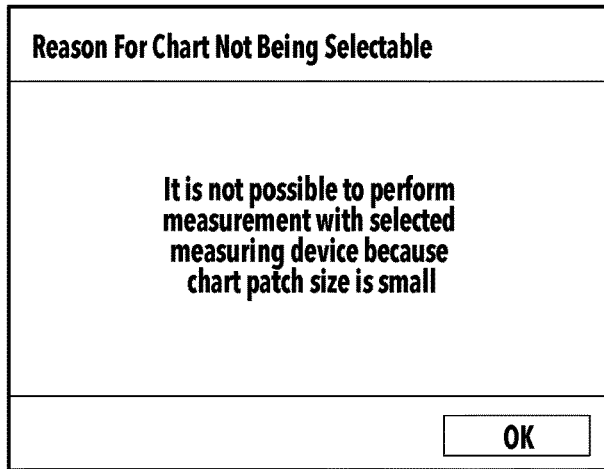 Reason For Chart Not Being Selectable
It is not possible to perform
measurement with selected
measuring device because
chart patch size is small
OK